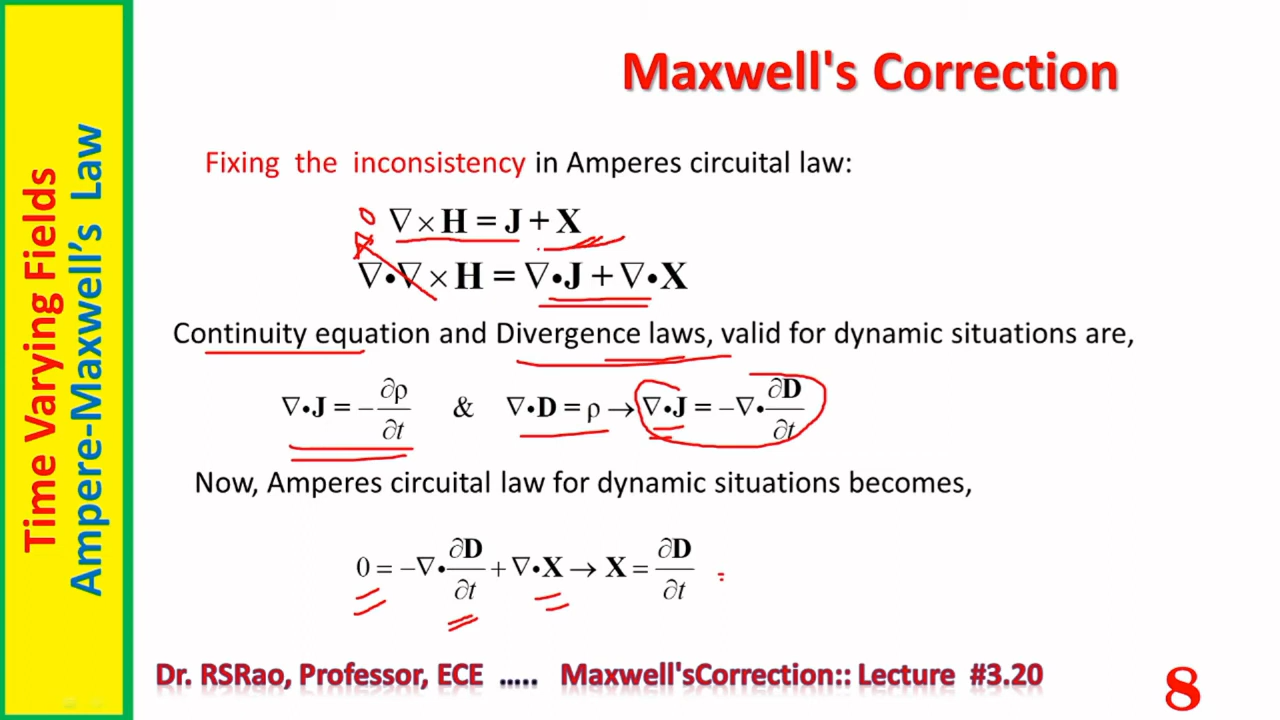 Time Varying Fields
Ampere-Maxwell's Law
Maxwell's Correction
Fixing the inconsistency in Amperes circuital law:
0 ∇×H = J + X
∇•∇×H = ∇•J + ∇•X
Continuity equation and Divergence laws, valid for dynamic situations are,
∇•J = −∂ρ/∂t & ∇•D = ρ → ∇•J = −∇•∂D/∂t
Now, Amperes circuital law for dynamic situations becomes,
0 = −∇•∂D/∂t + ∇•X → X = ∂D/∂t
Dr. RSRao, Professor, ECE ..... Maxwell'sCorrection:: Lecture #3.20
8